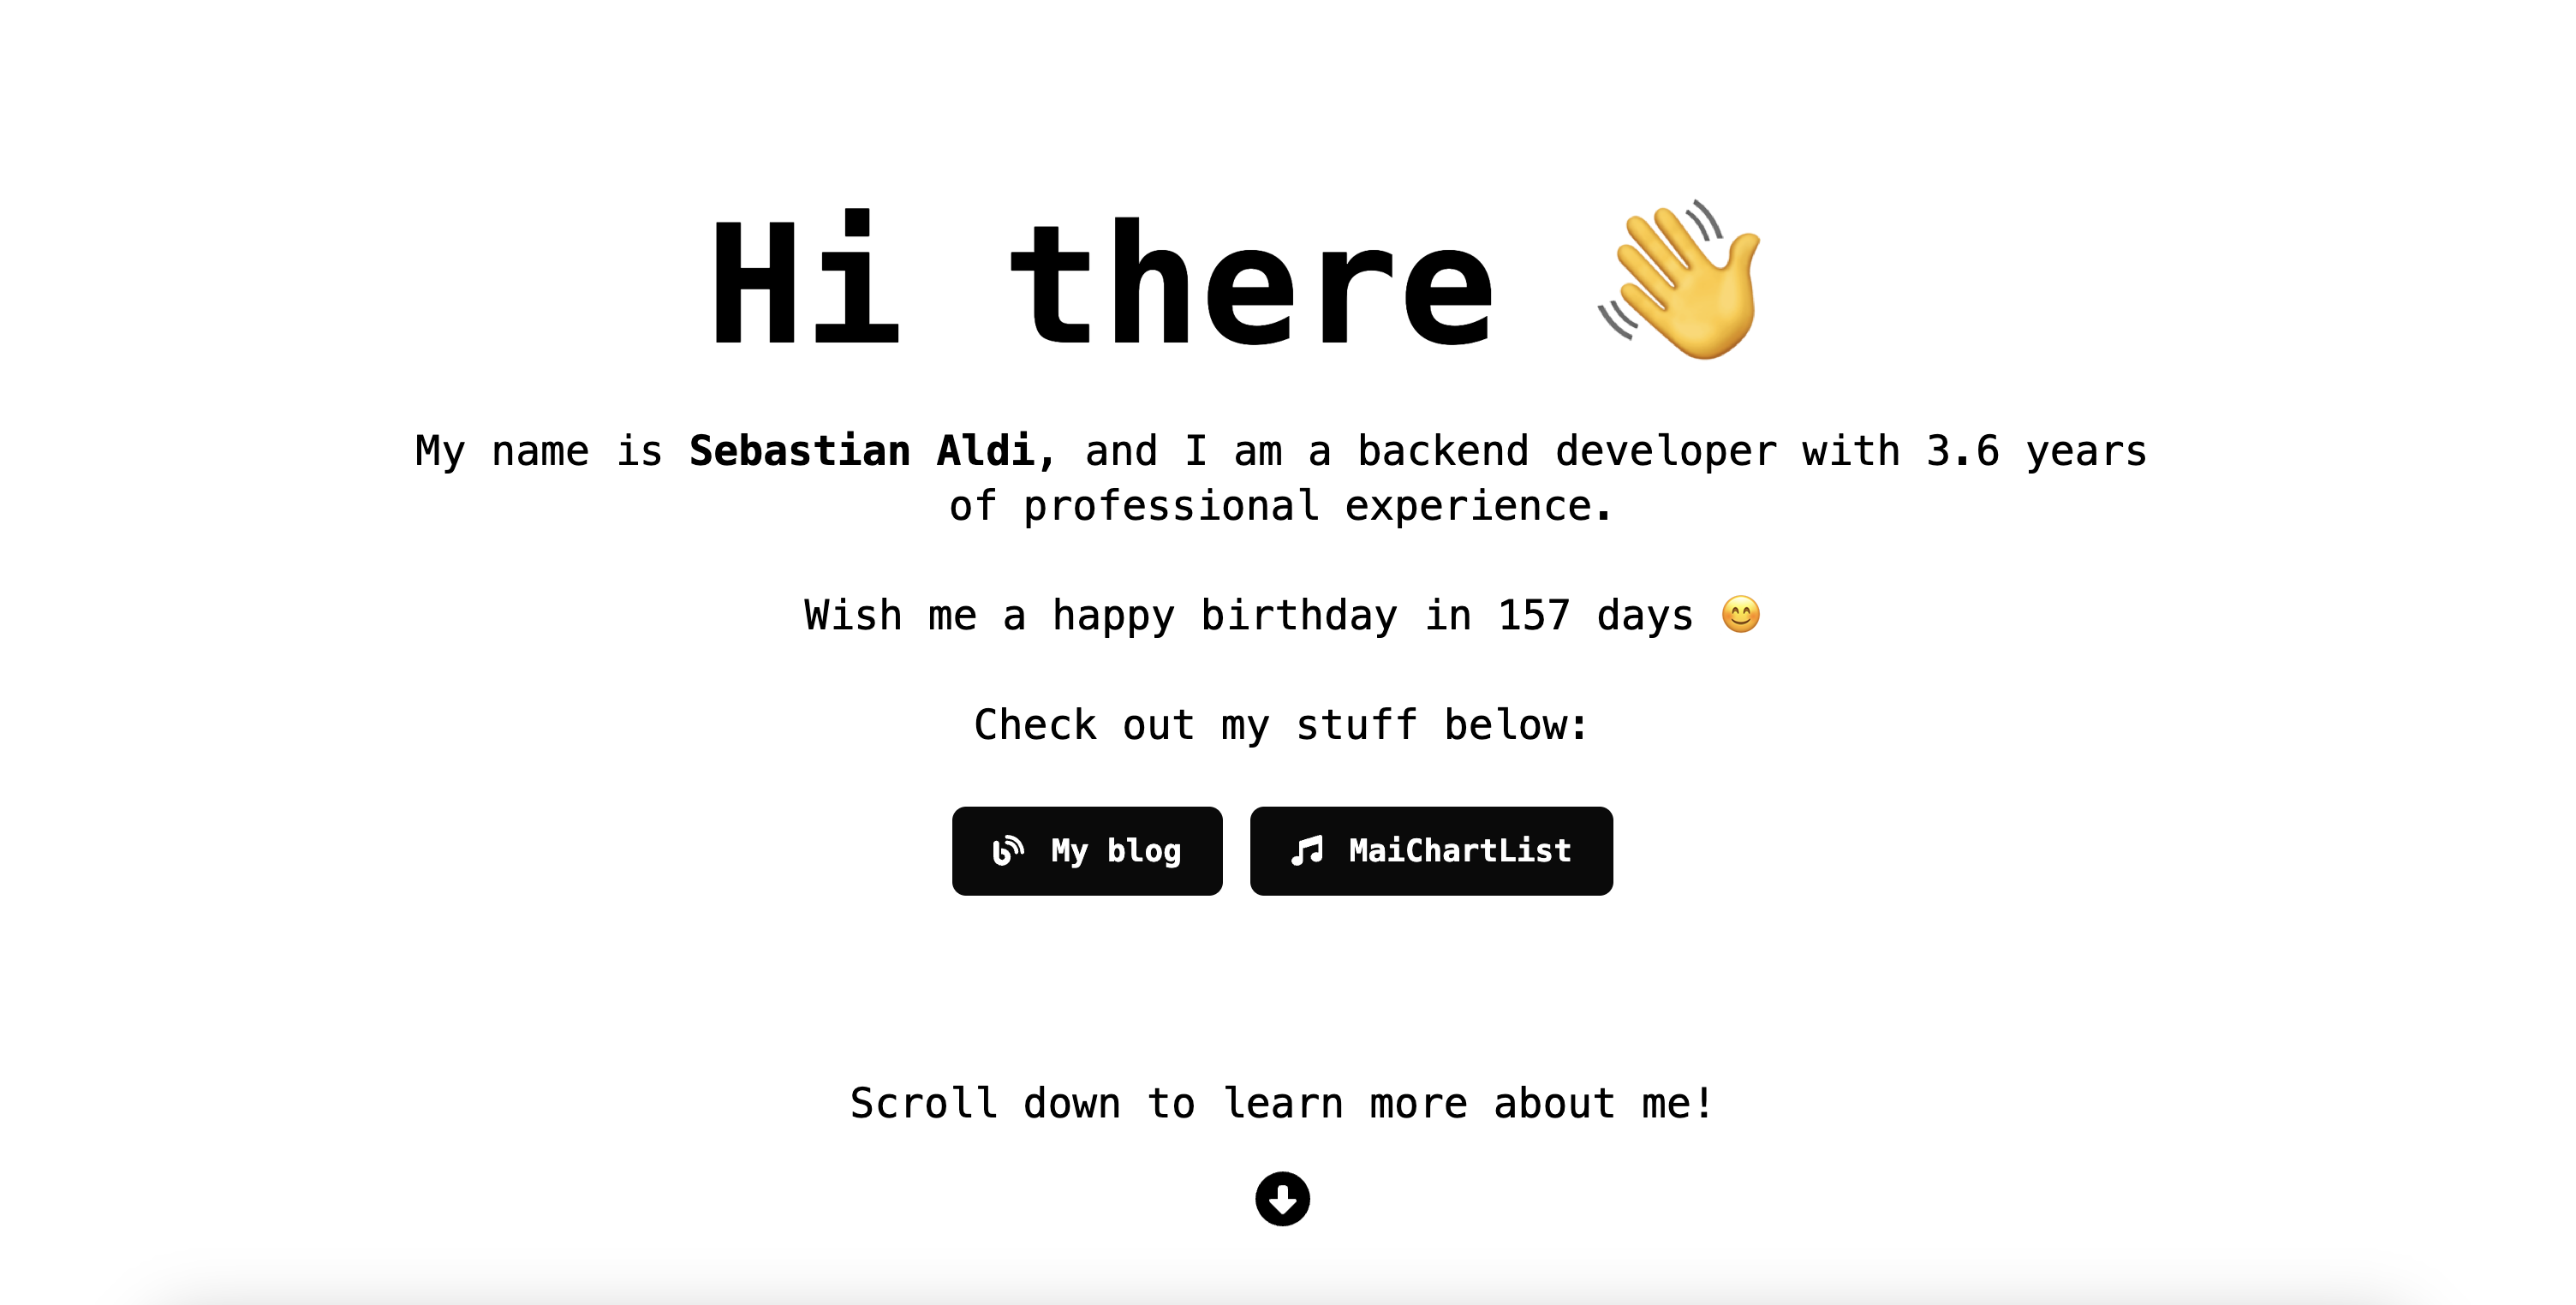 Hi there 👋
My name is Sebastian Aldi, and I am a backend developer with 3.6 years
of professional experience.
Wish me a happy birthday in 157 days 😊
Check out my stuff below:
My blog
MaiChartList
Scroll down to learn more about me!